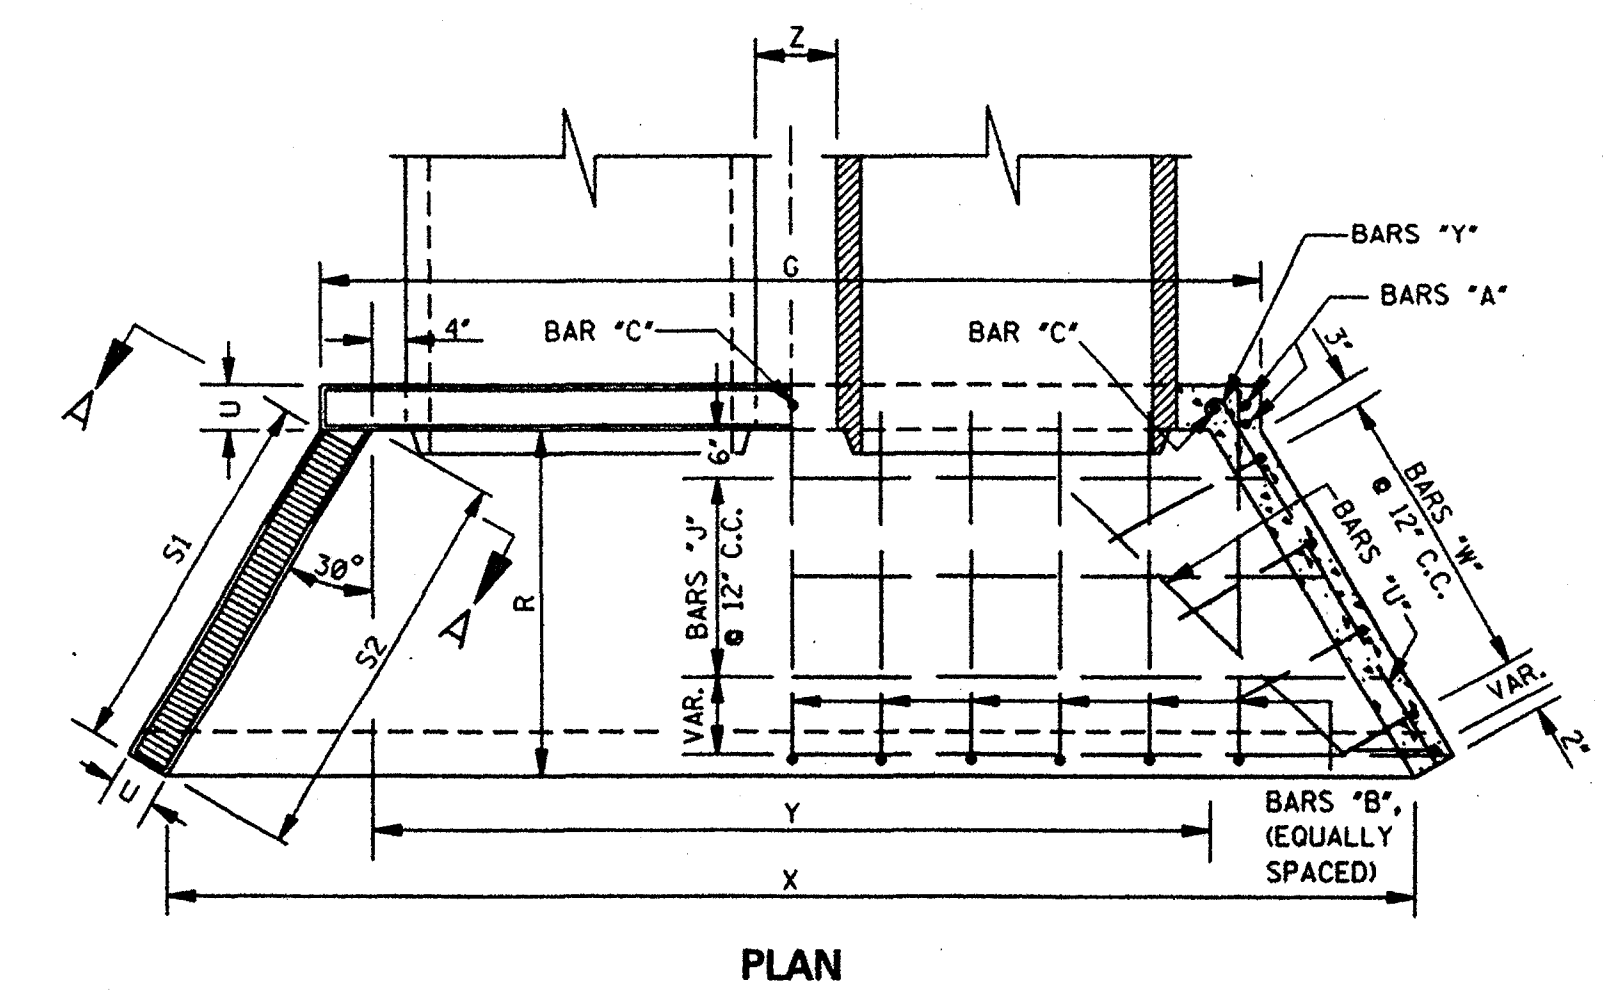 Z
BARS "Y"
G
BARS "A"
4"
BAR "C"
BAR "C"
3"
A
U
6"
S1
BARS "J"
@ 12" C.C.
BARS "W"
@ 12" C.C.
BARS "U"
30°
R
A
S2
VAR.
VAR.
2"
U
Y
BARS "B",
(EQUALLY
SPACED)
X
PLAN